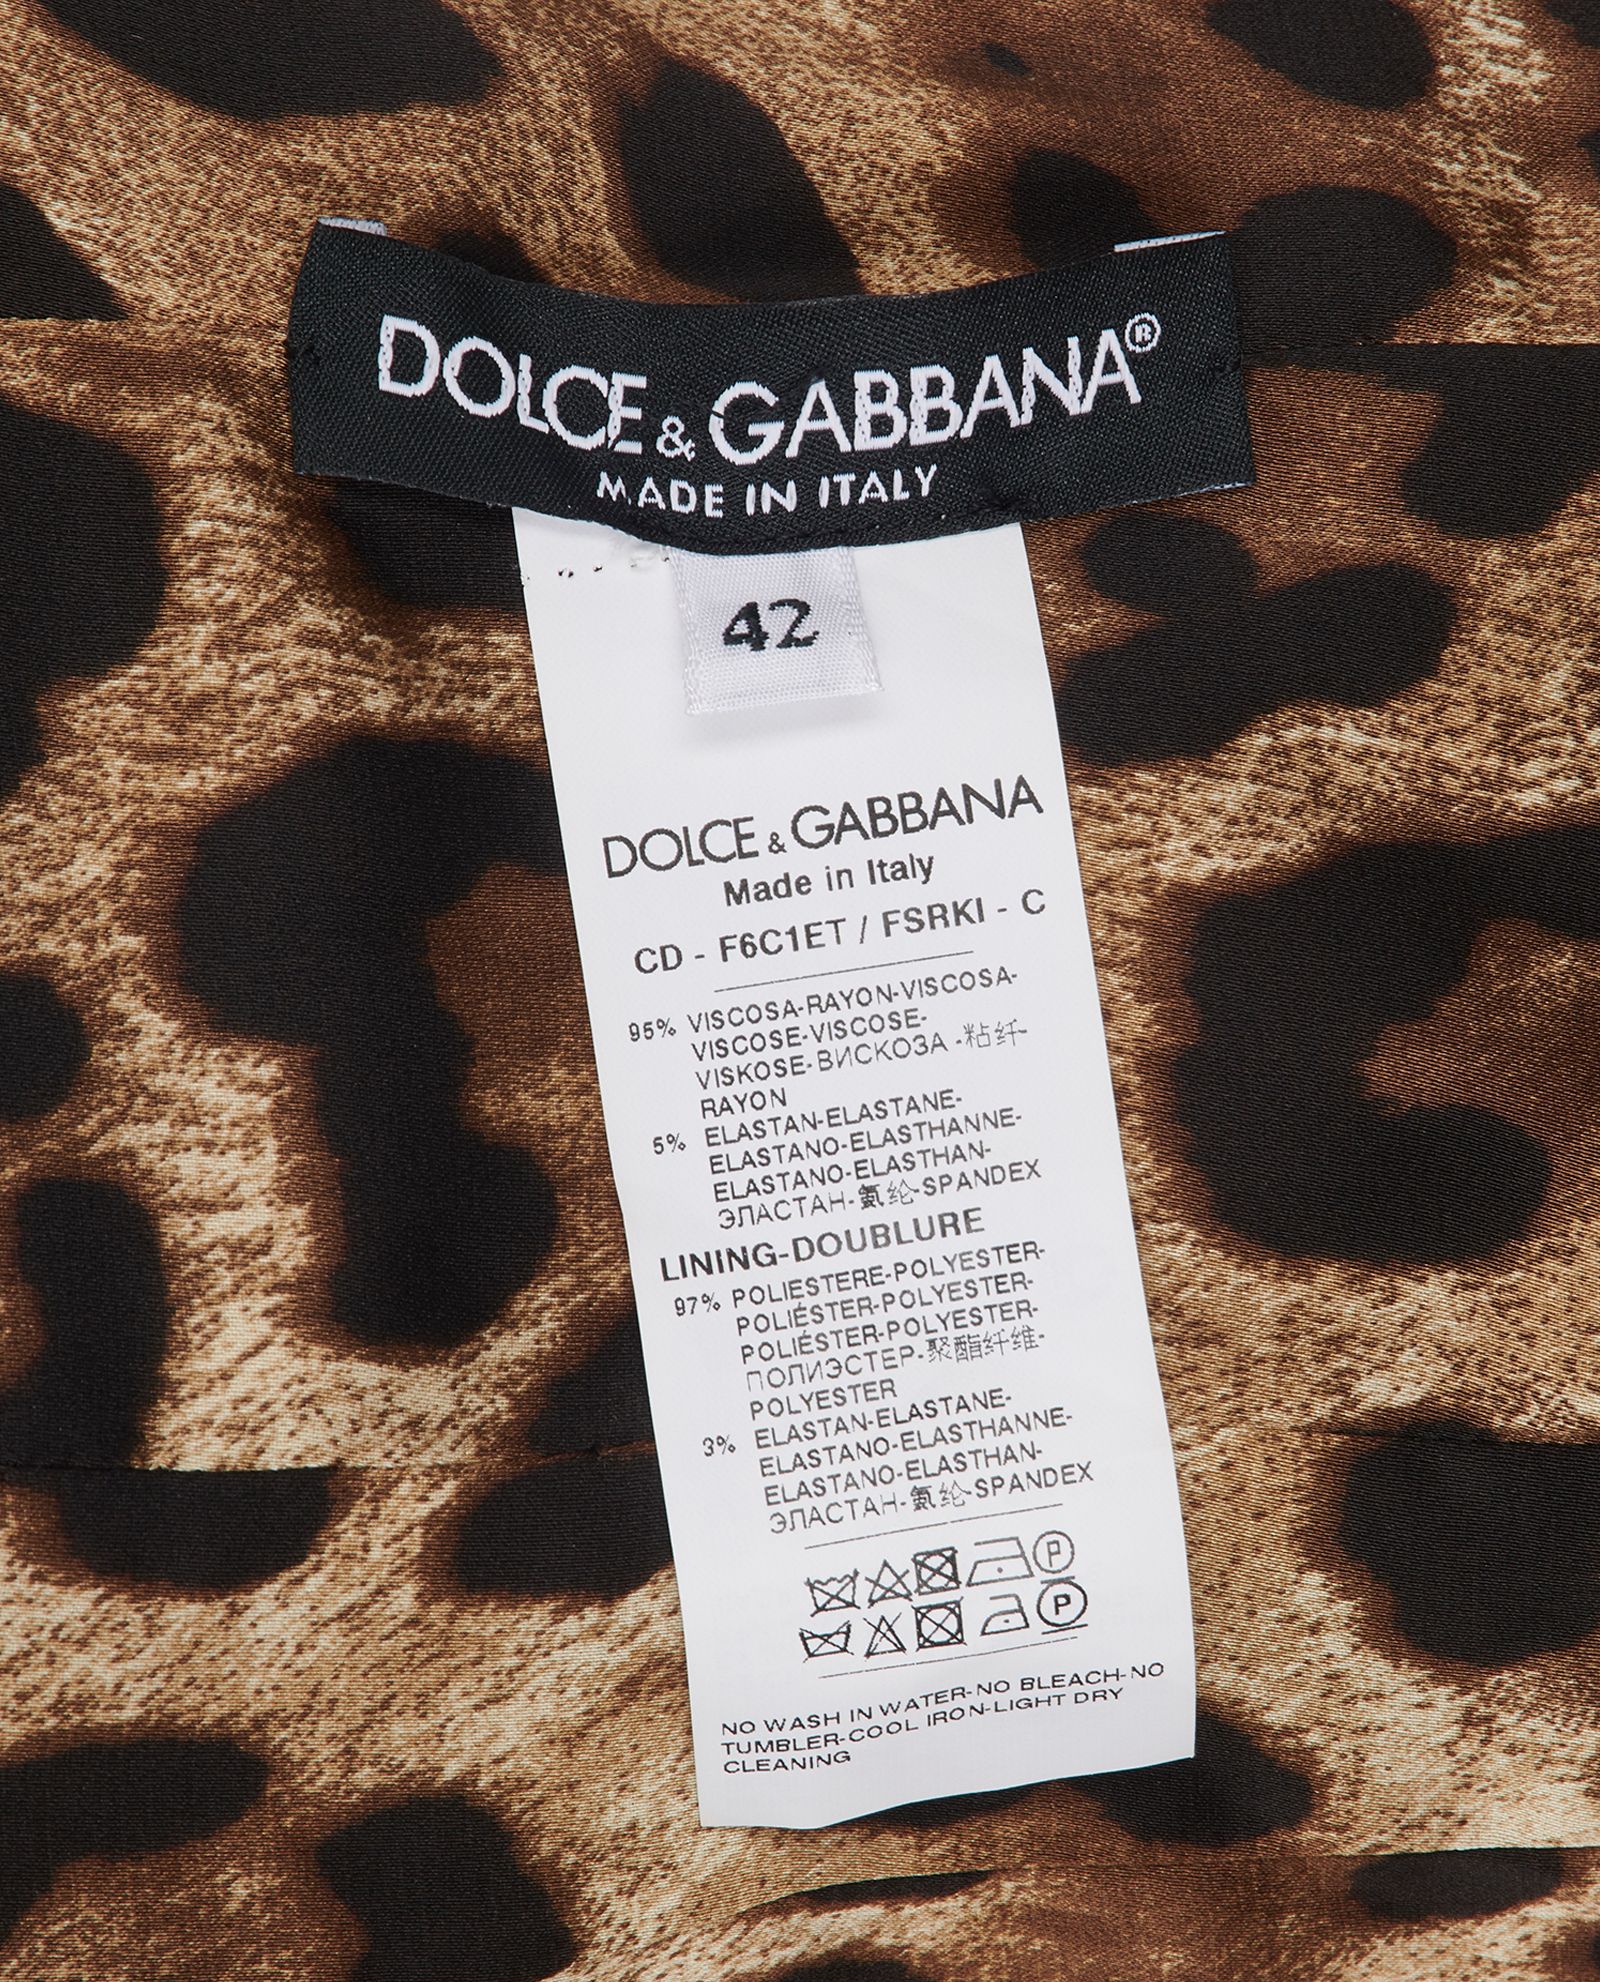 DOLCE & GABBANA®
MADE IN ITALY
42
DOLCE & GABBANA
Made in Italy
CD - F6C1ET / FSRKI - C
95% VISCOSA-RAYON-VISCOSA-
VISCOSE-VISCOSE-
VISKOSE-ВИСКОЗА -粘纤-
RAYON
5% ELASTAN-ELASTANE-
ELASTANO-ELASTHANNE-
ELASTANO-ELASTHAN-
ЭЛАСТАН-氨纶-SPANDEX
LINING-DOUBLURE
97% POLIESTERE-POLYESTER-
POLIÉSTER-POLYESTER-
POLIÉSTER-POLYESTER-
ПОЛИЭСТЕР-聚酯纤维-
POLYESTER
3% ELASTAN-ELASTANE-
ELASTANO-ELASTHANNE-
ELASTANO-ELASTHAN-
ЭЛАСТАН-氨纶-SPANDEX
P
P
NO WASH IN WATER-NO BLEACH-NO
TUMBLER-COOL IRON-LIGHT DRY
CLEANING